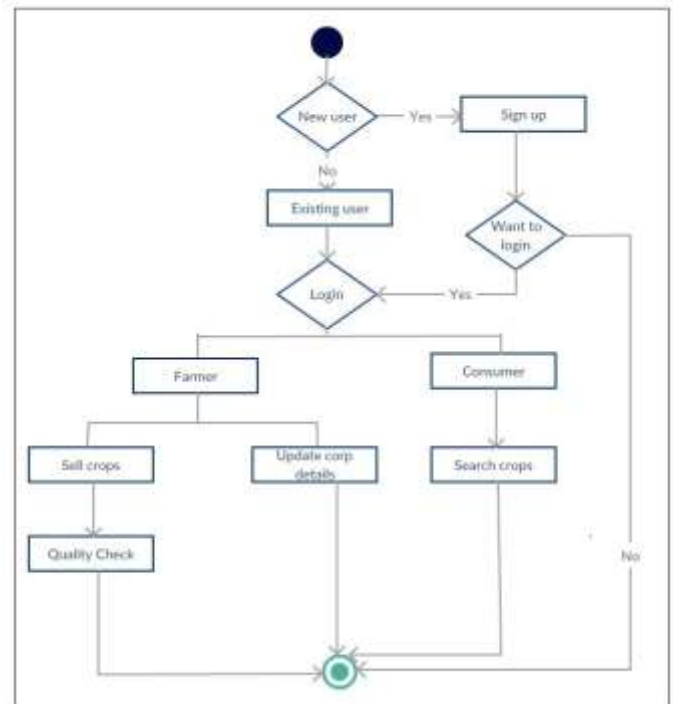 New user
Yes
Sign up
No
Existing user
Want to
login
Login
Yes
Farmer
Consumer
Sell crops
Update corp
details
Search crops
Quality Check
No